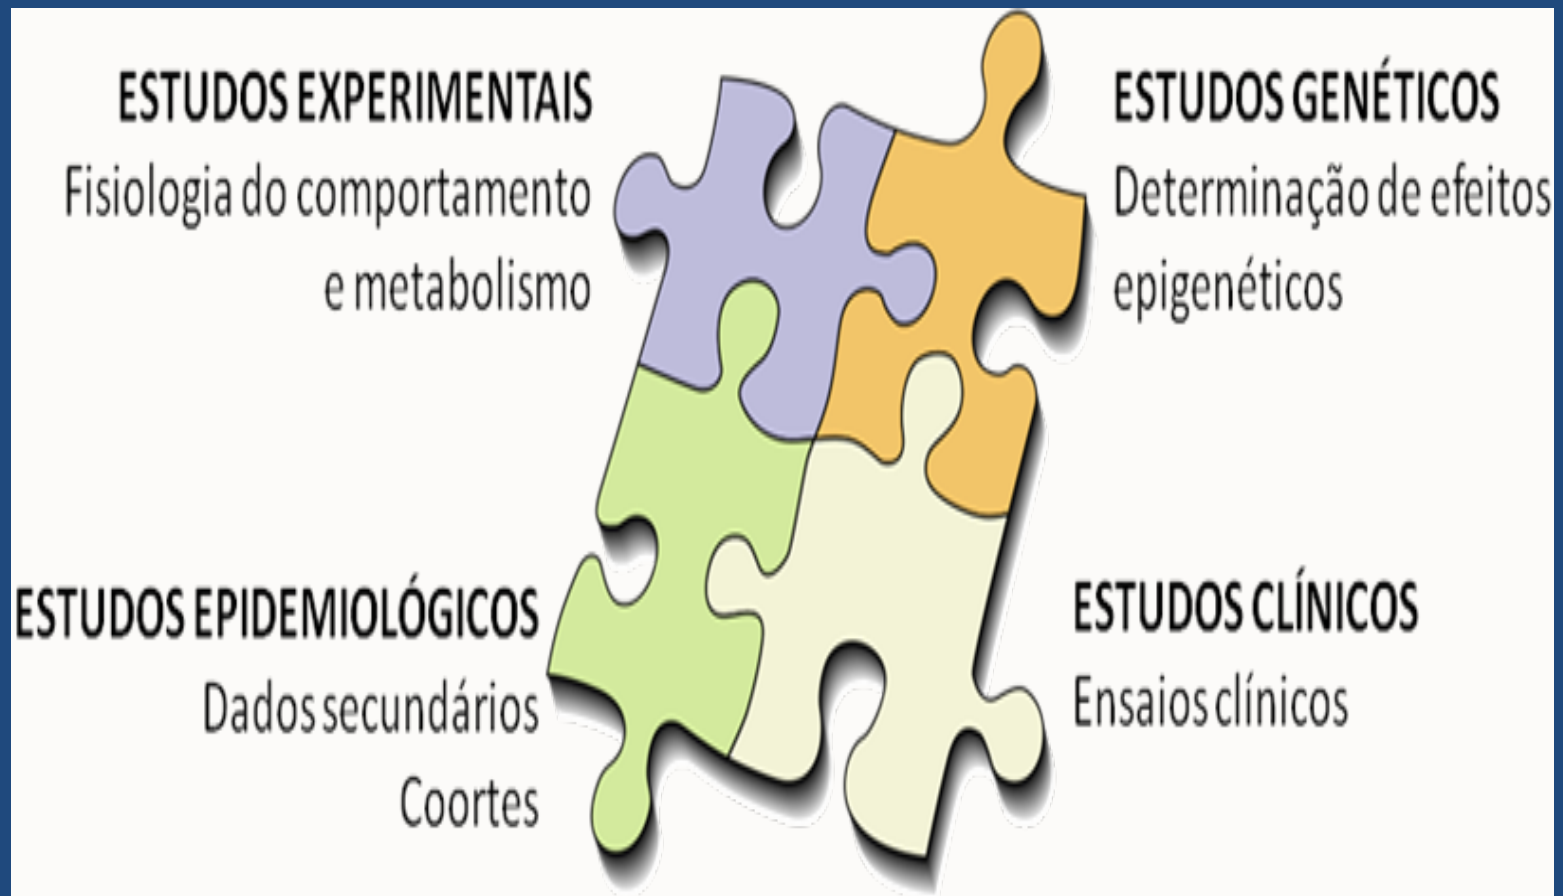 ESTUDOS EXPERIMENTAIS
Fisiologia do comportamento
e metabolismo
ESTUDOS GENÉTICOS
Determinação de efeitos
epigenéticos
ESTUDOS EPIDEMIOLÓGICOS
Dados secundários
Coortes
ESTUDOS CLÍNICOS
Ensaios clínicos